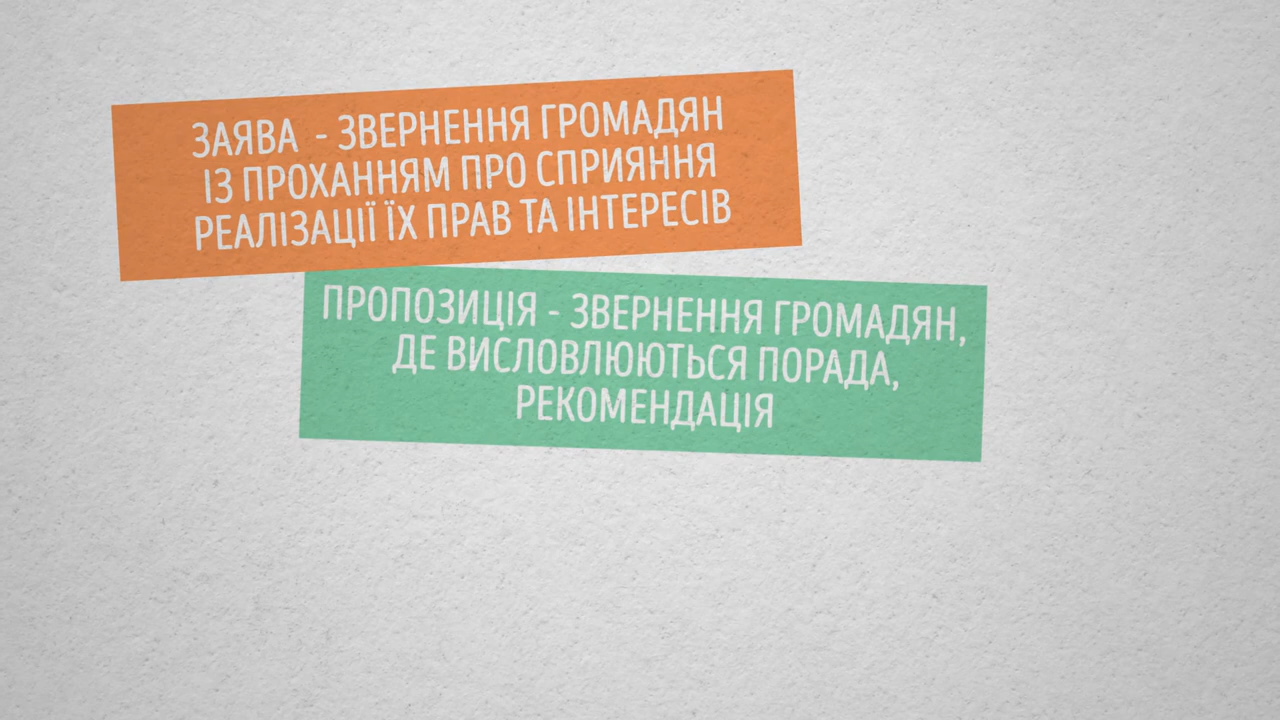 ЗАЯВА - ЗВЕРНЕННЯ ГРОМАДЯН
ІЗ ПРОХАННЯМ ПРО СПРИЯННЯ
РЕАЛІЗАЦІЇ ЇХ ПРАВ ТА ІНТЕРЕСІВ
ПРОПОЗИЦІЯ - ЗВЕРНЕННЯ ГРОМАДЯН,
ДЕ ВИСЛОВЛЮЮТЬСЯ ПОРАДА,
РЕКОМЕНДАЦІЯ